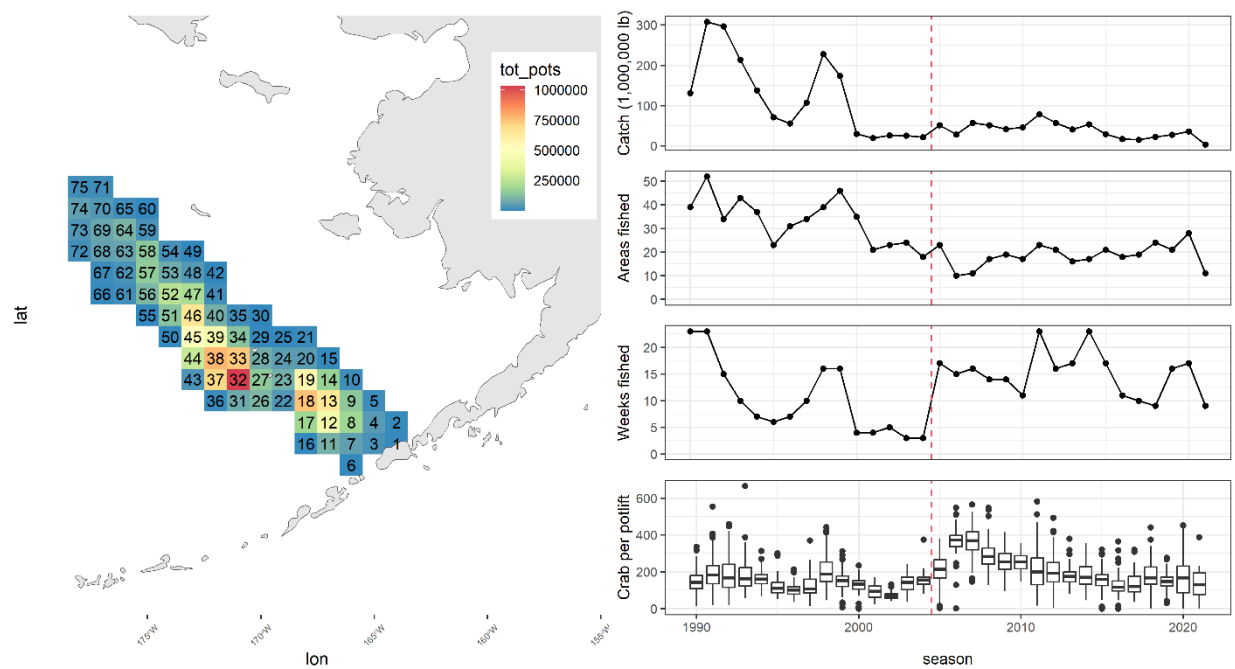 tot_pots
1000000
750000
500000
250000
75 71
74 70 65 60
73 69 64 59
72 68 63 58 54 49
67 62 57 53 48 42
66 61 56 52 47 41
55 51 46 40 35 30
50 45 39 34 29 25 21
44 38 33 28 24 20 15
43 37 32 27 23 19 14 10
36 31 26 22 18 13 9 5
17 12 8 4 2
16 11 7 3 1
6
lat
175°W
170°W
165°W
160°W
155°W
lon
Catch (1,000,000 lb)
300
200
100
0
Areas fished
50
40
30
20
10
0
Weeks fished
20
15
10
5
0
Crab per potlift
600
400
200
0
1990
2000
2010
2020
season